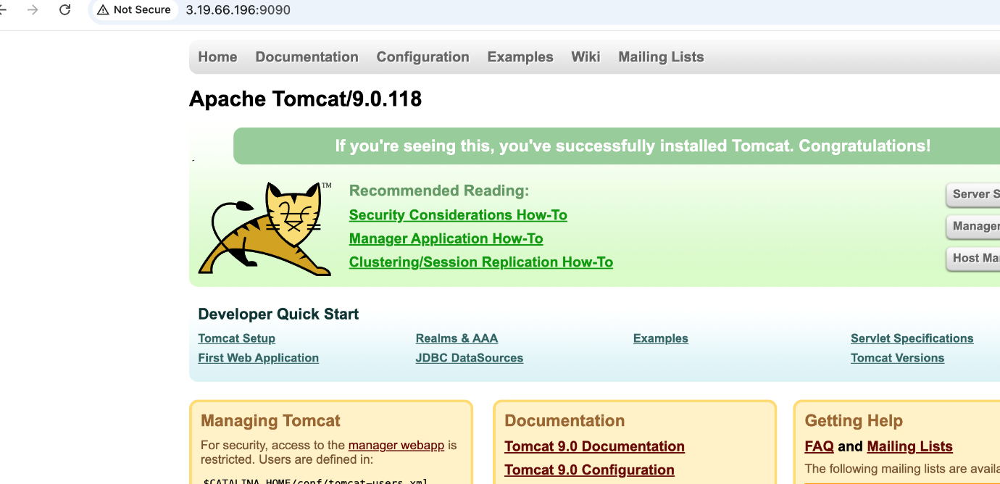 Not Secure 3.19.66.196:9090
Home Documentation Configuration Examples Wiki Mailing Lists
Apache Tomcat/9.0.118
If you're seeing this, you've successfully installed Tomcat. Congratulations!
TM
Recommended Reading:
Security Considerations How-To
Manager Application How-To
Clustering/Session Replication How-To
Server S
Manager
Host Ma
Developer Quick Start
Tomcat Setup Realms & AAA Examples Servlet Specifications
First Web Application JDBC DataSources Tomcat Versions
Managing Tomcat
For security, access to the manager webapp is
restricted. Users are defined in:
$CATALINA_HOME/conf/tomcat-users.xml
Documentation
Tomcat 9.0 Documentation
Tomcat 9.0 Configuration
Getting Help
FAQ and Mailing Lists
The following mailing lists are availa